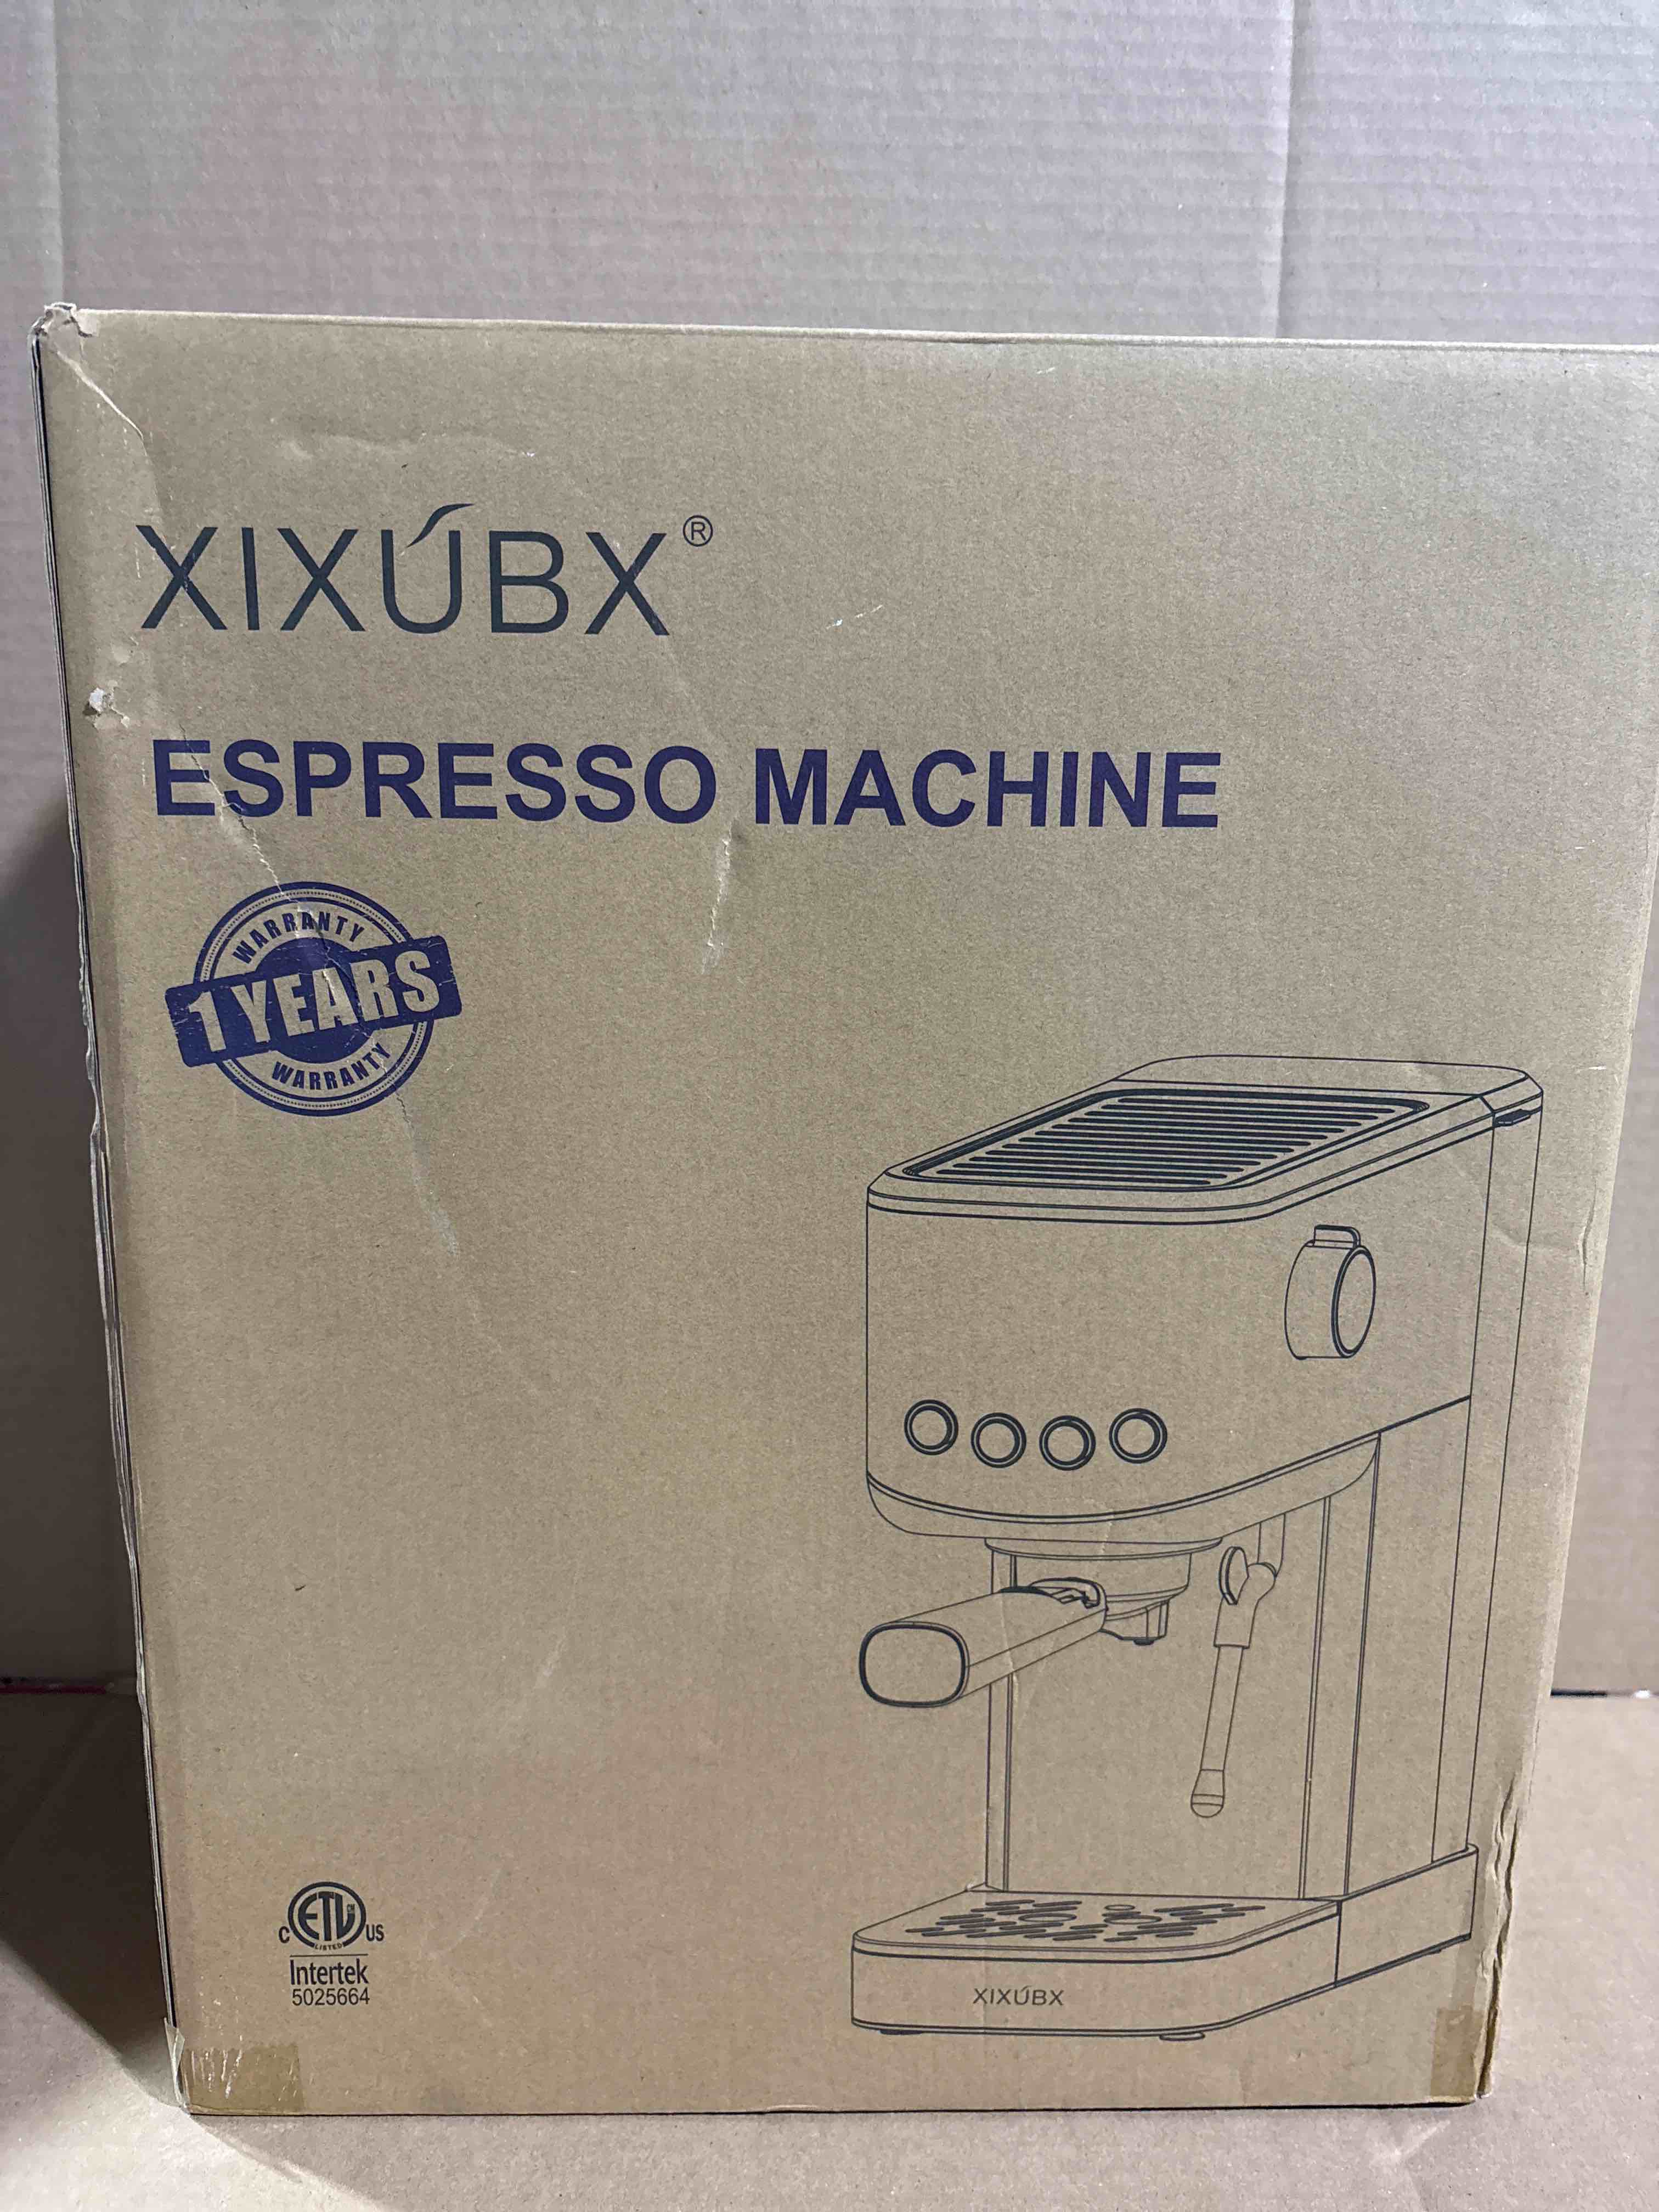 XIXÚBX®
ESPRESSO MACHINE
WARRANTY
1 YEARS
WARRANTY
C ETL US
LISTED
Intertek
5025664
XIXÚBX